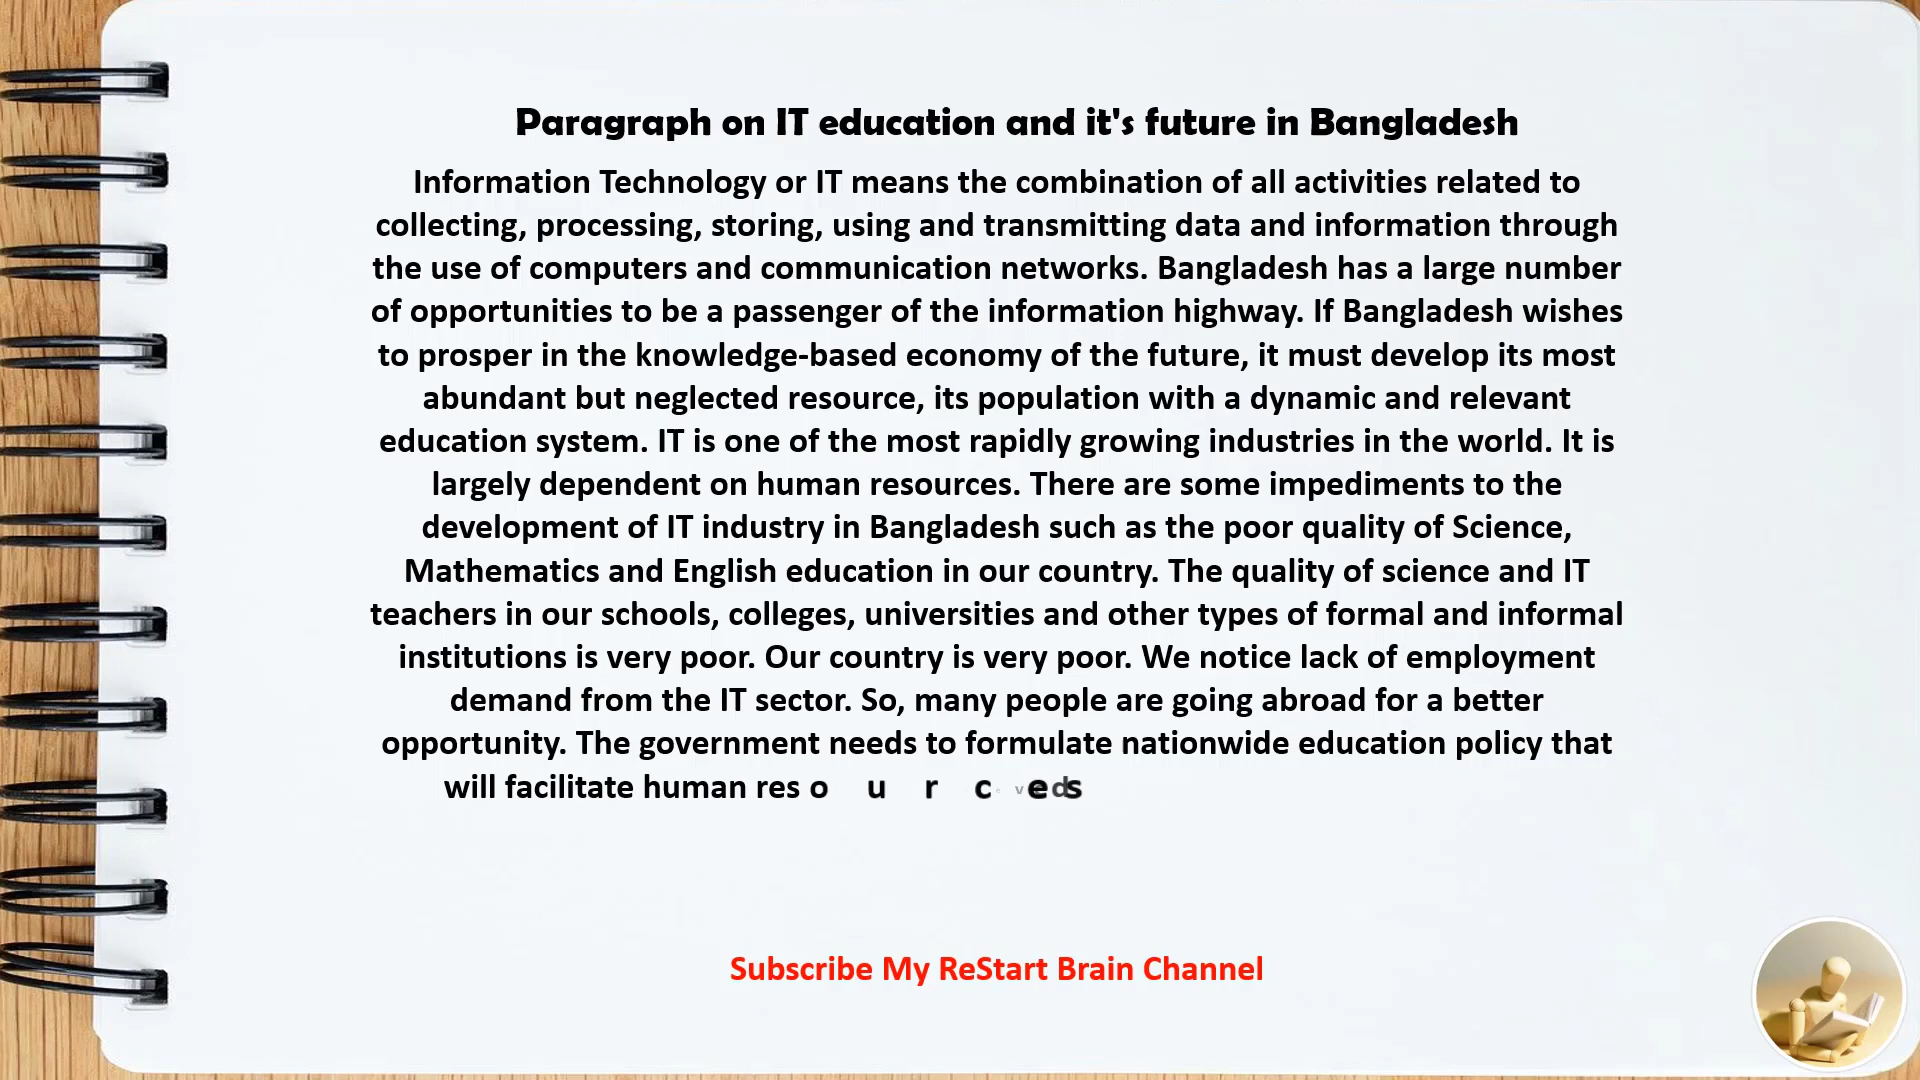 Paragraph on IT education and it's future in Bangladesh
Information Technology or IT means the combination of all activities related to
collecting, processing, storing, using and transmitting data and information through
the use of computers and communication networks. Bangladesh has a large number
of opportunities to be a passenger of the information highway. If Bangladesh wishes
to prosper in the knowledge-based economy of the future, it must develop its most
abundant but neglected resource, its population with a dynamic and relevant
education system. IT is one of the most rapidly growing industries in the world. It is
largely dependent on human resources. There are some impediments to the
development of IT industry in Bangladesh such as the poor quality of Science,
Mathematics and English education in our country. The quality of science and IT
teachers in our schools, colleges, universities and other types of formal and informal
institutions is very poor. Our country is very poor. We notice lack of employment
demand from the IT sector. So, many people are going abroad for a better
opportunity. The government needs to formulate nationwide education policy that
will facilitate human resources
Subscribe My ReStart Brain Channel